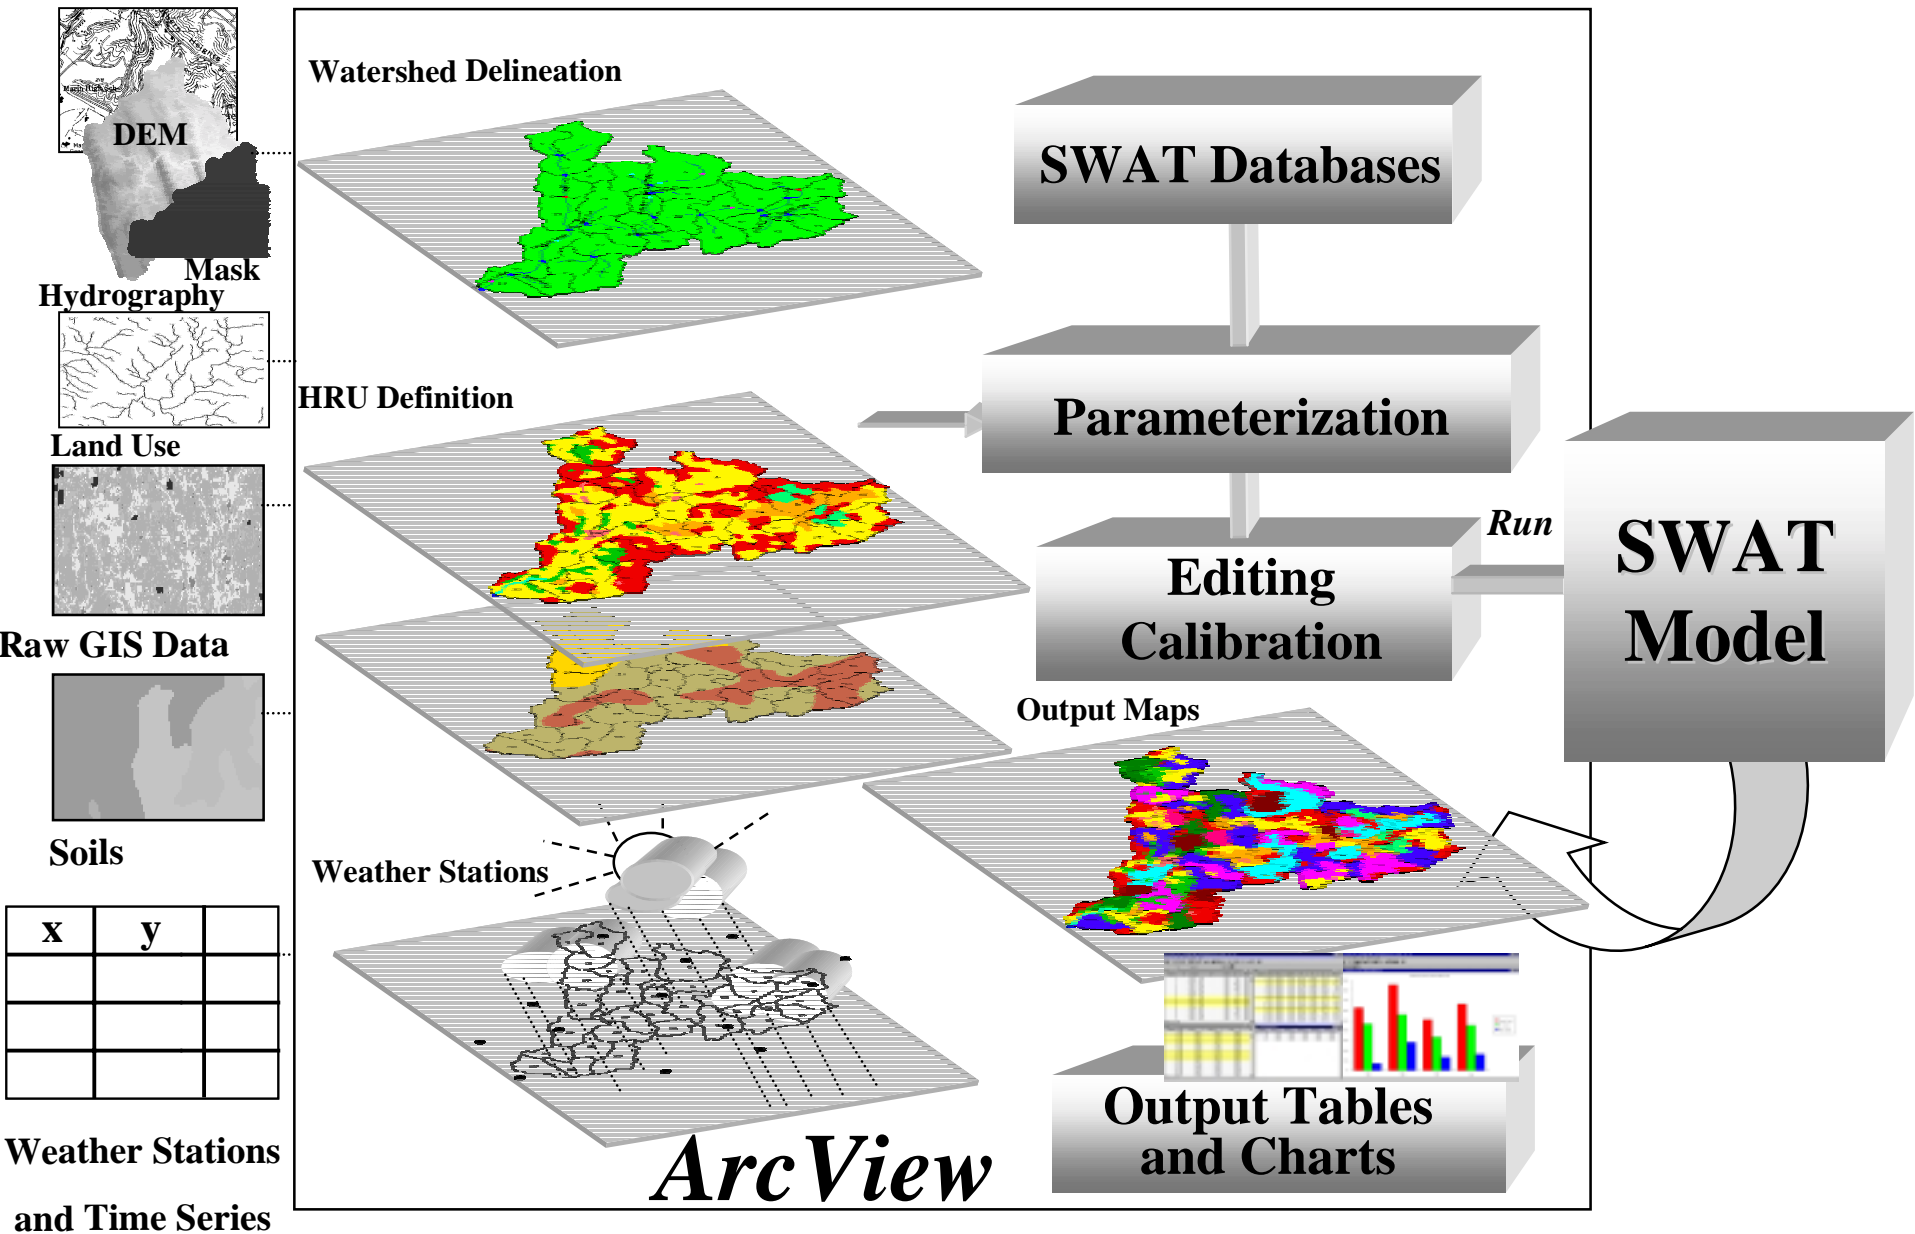 Watershed Delineation
DEM
Mask
Hydrography
SWAT Databases
HRU Definition
Parameterization
Land Use
Run
SWAT
Model
Editing
Calibration
Raw GIS Data
Output Maps
Soils
Weather Stations
x y
Output Tables
and Charts
Weather Stations
and Time Series
ArcView